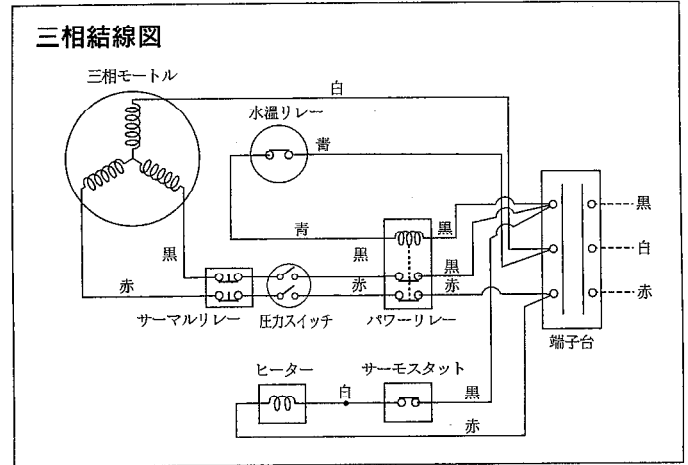 三相結線図
三相モートル
白
水温リレー
青
青
黒
黒
黒
黒
白
黒
赤
赤
赤
赤
サーマルリレー
圧力スイッチ
パワーリレー
端子台
ヒーター
サーモスタット
白
黒
赤